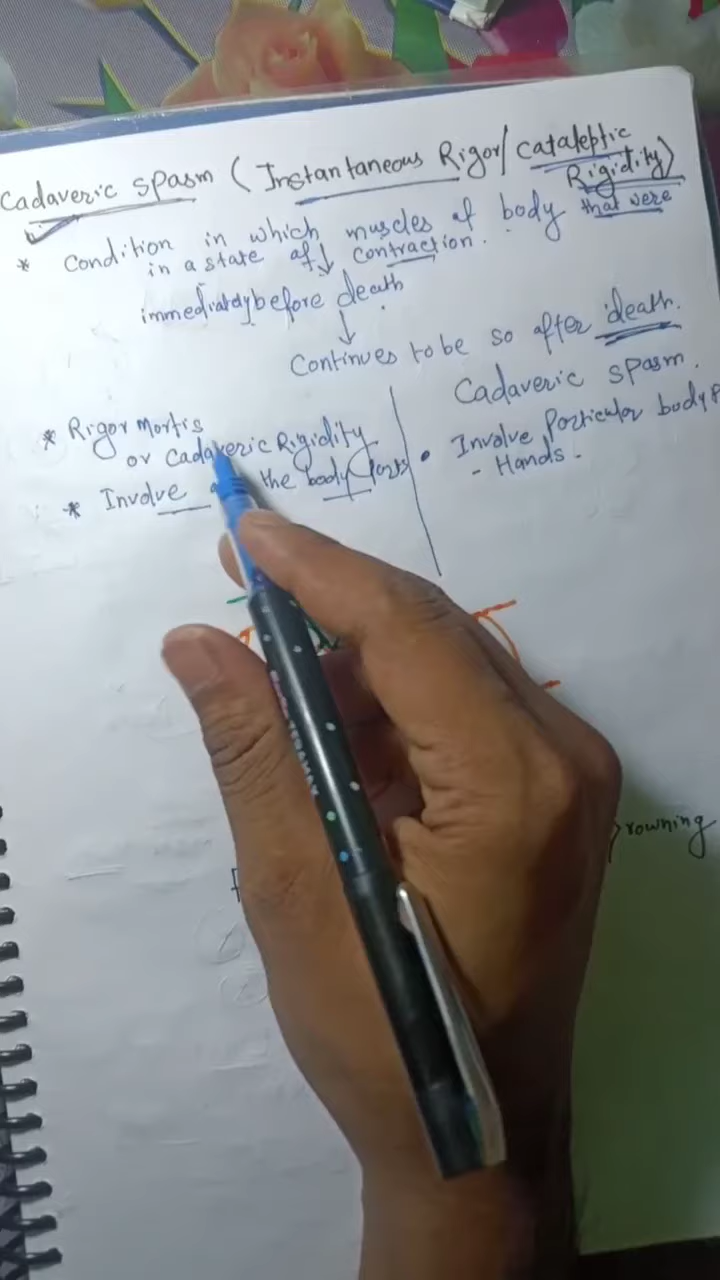 Cadaveric spasm (Instantaneous Rigor/ Cataleptic
Rigidity)
* Condition in which muscles of body that were
in a state of contraction.
immediately before death
Continues to be so after death.
* Rigor Mortis
or Cadaveric Rigidity
* Involve the body parts
Cadaveric spasm.
• Involve Particular body
- Hands -
rowning